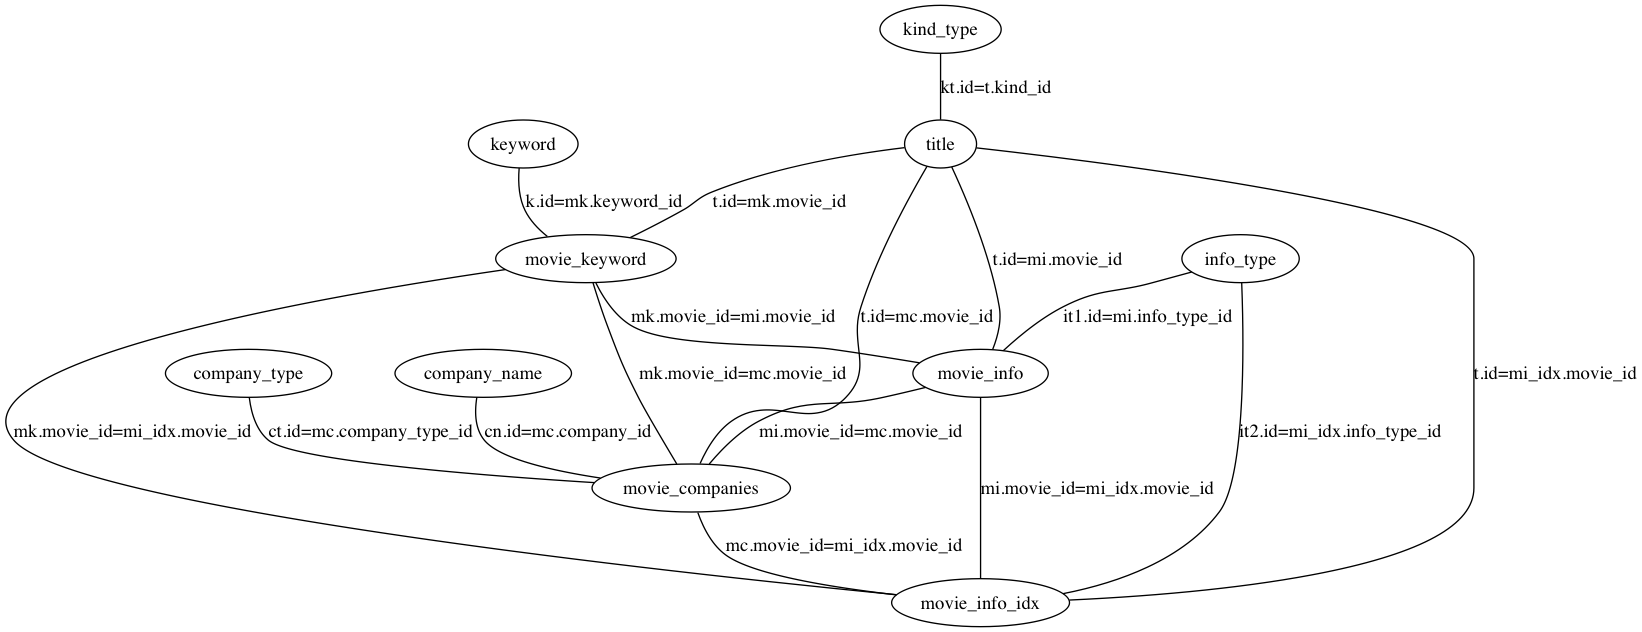 kind_type
kt.id=t.kind_id
keyword
title
k.id=mk.keyword_id
t.id=mk.movie_id
movie_keyword
t.id=mi.movie_id
info_type
mk.movie_id=mi.movie_id
t.id=mc.movie_id
it1.id=mi.info_type_id
company_type
company_name
mk.movie_id=mc.movie_id
movie_info
t.id=mi_idx.movie_id
mk.movie_id=mi_idx.movie_id
ct.id=mc.company_type_id
cn.id=mc.company_id
mi.movie_id=mc.movie_id
it2.id=mi_idx.info_type_id
movie_companies
mi.movie_id=mi_idx.movie_id
mc.movie_id=mi_idx.movie_id
movie_info_idx